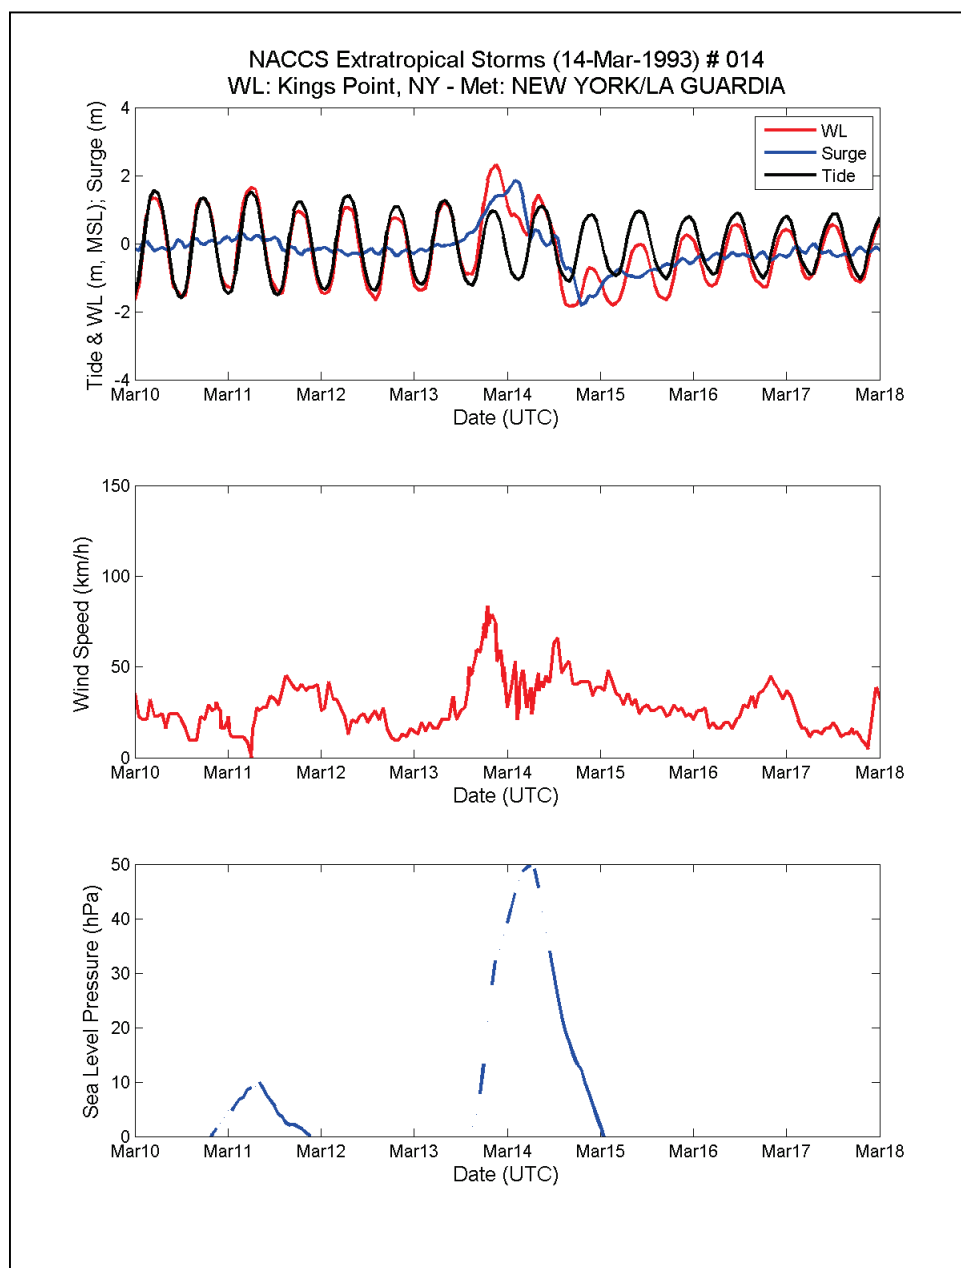 NACCS Extratropical Storms (14-Mar-1993) # 014
WL: Kings Point, NY - Met: NEW YORK/LA GUARDIA
Tide & WL (m, MSL); Surge (m)
4
2
0
-2
-4
WL
Surge
Tide
Mar10 Mar11 Mar12 Mar13 Mar14 Mar15 Mar16 Mar17 Mar18
Date (UTC)
Wind Speed (km/h)
150
100
50
0
Mar10 Mar11 Mar12 Mar13 Mar14 Mar15 Mar16 Mar17 Mar18
Date (UTC)
Sea Level Pressure (hPa)
50
40
30
20
10
0
Mar10 Mar11 Mar12 Mar13 Mar14 Mar15 Mar16 Mar17 Mar18
Date (UTC)